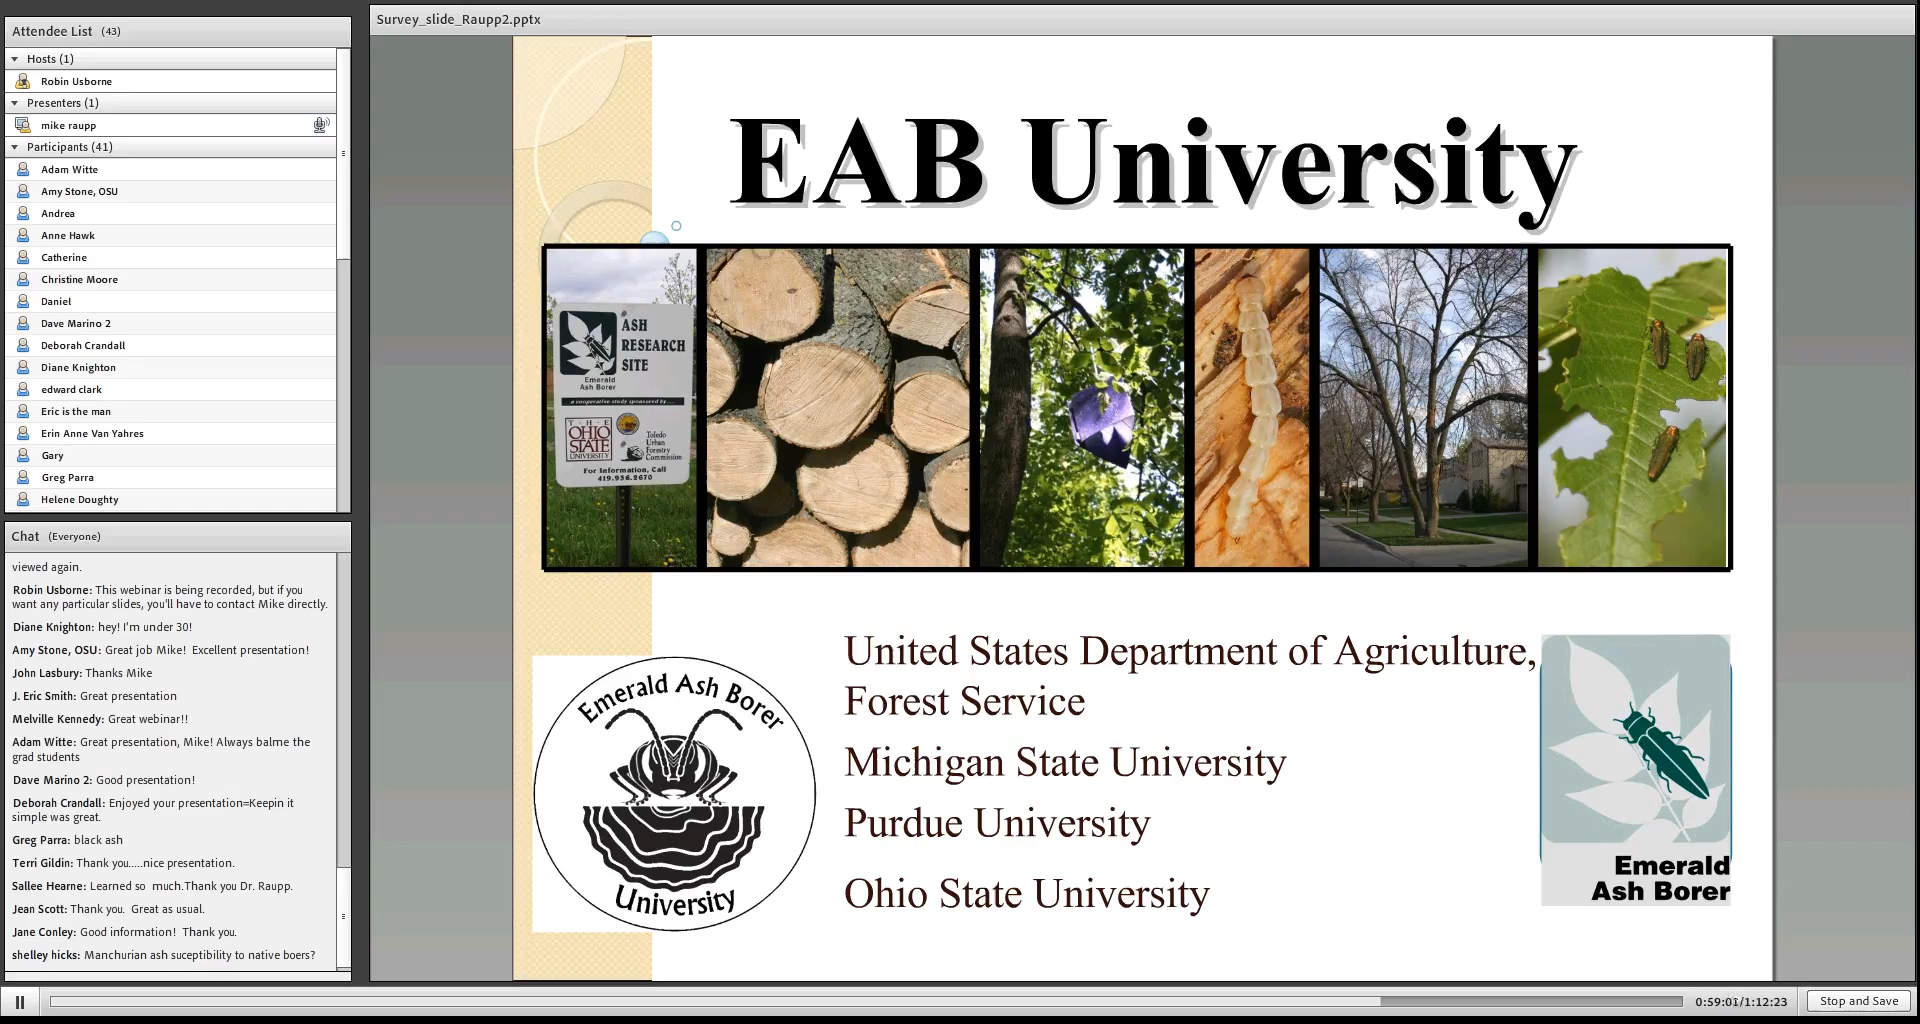 Survey_slide_Raupp2.pptx
Attendee List (43)
Hosts (1)
Robin Usborne
Presenters (1)
mike raupp
Participants (41)
Adam Witte
Amy Stone, OSU
Andrea
Anne Hawk
Catherine
Christine Moore
Daniel
Dave Marino 2
Deborah Crandall
Diane Knighton
edward clark
Eric is the man
Erin Anne Van Yahres
Gary
Greg Parra
Helene Doughty
Chat (Everyone)
viewed again.
Robin Usborne: This webinar is being recorded, but if you
want any particular slides, you'll have to contact Mike directly.
Diane Knighton: hey! I'm under 30!
Amy Stone, OSU: Great job Mike! Excellent presentation!
John Lasbury: Thanks Mike
J. Eric Smith: Great presentation
Melville Kennedy: Great webinar!!
Adam Witte: Great presentation, Mike! Always balme the
grad students
Dave Marino 2: Good presentation!
Deborah Crandall: Enjoyed your presentation=Keepin it
simple was great.
Greg Parra: black ash
Terri Gildin: Thank you.....nice presentation.
Sallee Hearne: Learned so much.Thank you Dr. Raupp.
Jean Scott: Thank you. Great as usual.
Jane Conley: Good information! Thank you.
shelley hicks: Manchurian ash suceptibility to native boers?
EAB University
ASH
RESEARCH
SITE
Emerald
Ash Borer
a cooperative study sponsored by...
THE
OHIO
STATE
UNIVERSITY
Toledo
Urban
Forestry
Commission
For Information, Call
419.936.2670
Emerald Ash Borer
University
United States Department of Agriculture,
Forest Service
Michigan State University
Purdue University
Ohio State University
Emerald
Ash Borer
0:59:01/1:12:23
Stop and Save